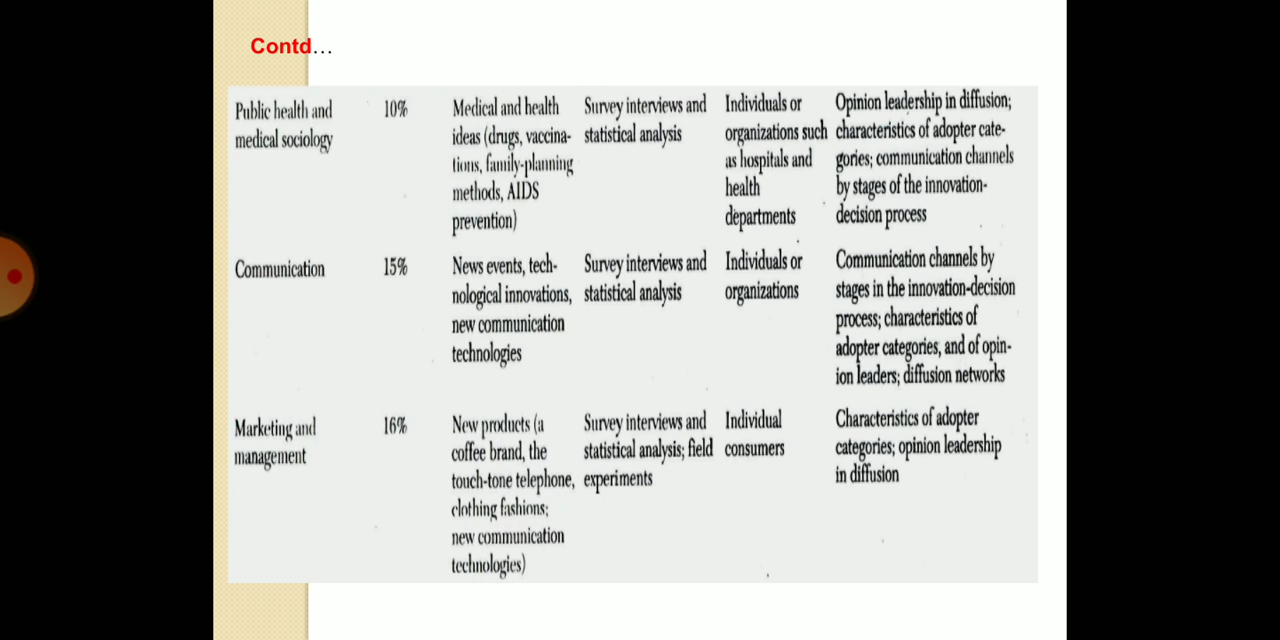 Contd...
Public health and 10% Medical and health Survey interviews and Individuals or Opinion leadership in diffusion;
medical sociology ideas (drugs, vaccina- statistical analysis organizations such characteristics of adopter cate-
tions, family-planning as hospitals and gories; communication channels
methods, AIDS health by stages of the innovation-
prevention) departments decision process
Communication 15% News events, tech- Survey interviews and Individuals or Communication channels by
nological innovations, statistical analysis organizations stages in the innovation-decision
new communication process; characteristics of
technologies adopter categories, and of opin-
ion leaders; diffusion networks
Marketing and 16% New products (a Survey interviews and Individual Characteristics of adopter
management coffee brand, the statistical analysis; field consumers categories; opinion leadership
touch-tone telephone, experiments in diffusion
clothing fashions;
new communication
technologies)